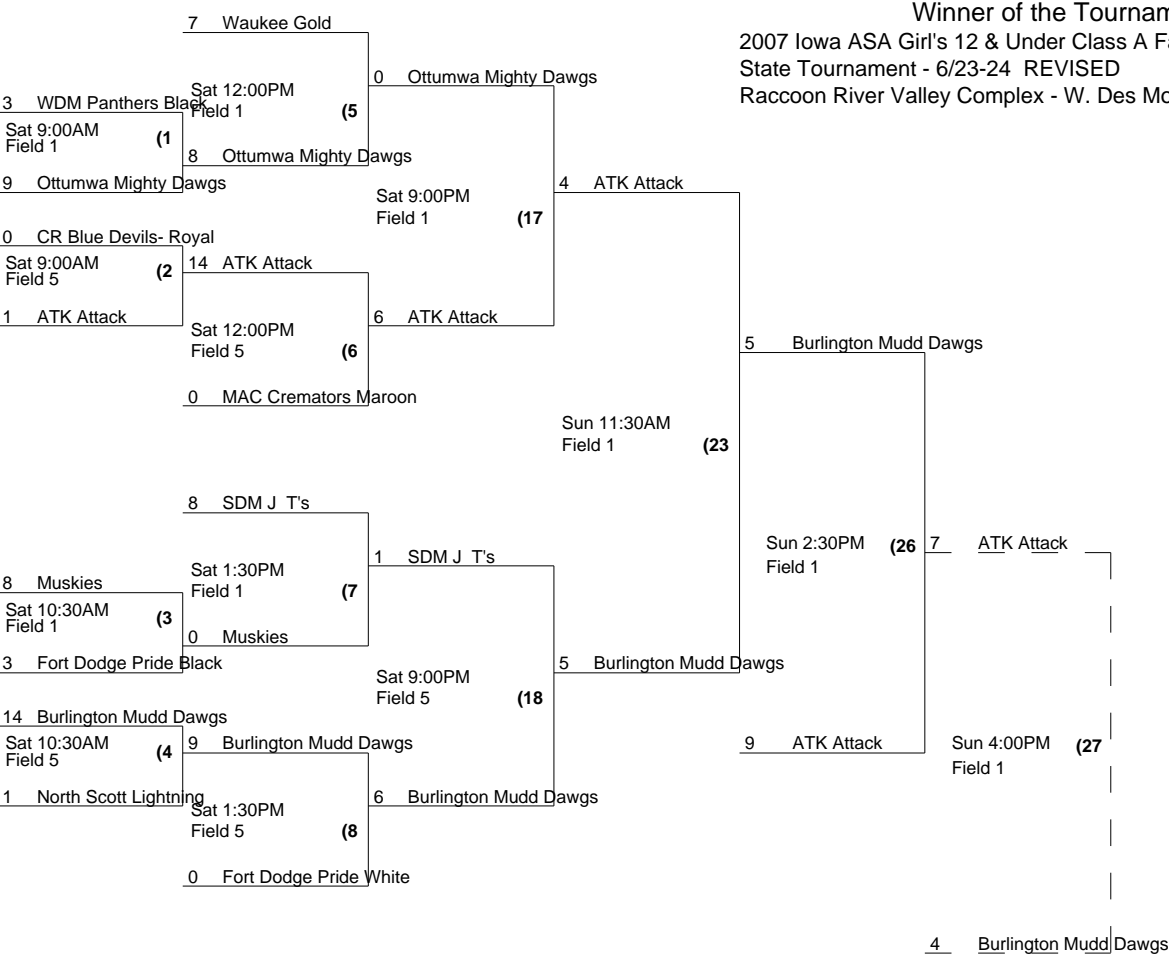 Winner of the Tournam
2007 Iowa ASA Girl's 12 & Under Class A Fa
State Tournament - 6/23-24 REVISED
Raccoon River Valley Complex - W. Des Mo
7 Waukee Gold
0 Ottumwa Mighty Dawgs
Sat 12:00PM
Field 1 (5
3 WDM Panthers Black
Sat 9:00AM
Field 1 (1
8 Ottumwa Mighty Dawgs
9 Ottumwa Mighty Dawgs
4 ATK Attack
Sat 9:00PM
Field 1 (17
0 CR Blue Devils- Royal
Sat 9:00AM
Field 5 (2
14 ATK Attack
1 ATK Attack
6 ATK Attack
Sat 12:00PM
Field 5 (6
5 Burlington Mudd Dawgs
0 MAC Cremators Maroon
Sun 11:30AM
Field 1 (23
8 SDM J T's
1 SDM J T's
Sun 2:30PM (26
Field 1
7 ATK Attack
Sat 1:30PM
Field 1 (7
8 Muskies
Sat 10:30AM
Field 1 (3
0 Muskies
3 Fort Dodge Pride Black
5 Burlington Mudd Dawgs
Sat 9:00PM
Field 5 (18
14 Burlington Mudd Dawgs
Sat 10:30AM
Field 5 (4
9 Burlington Mudd Dawgs
9 ATK Attack
Sun 4:00PM (27
Field 1
1 North Scott Lightning
6 Burlington Mudd Dawgs
Sat 1:30PM
Field 5 (8
0 Fort Dodge Pride White
4 Burlington Mudd Dawgs